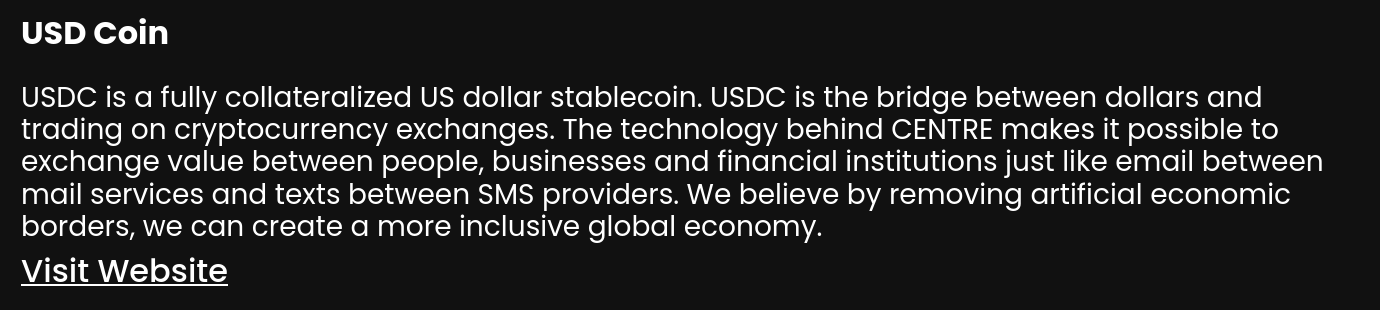 USD Coin
USDC is a fully collateralized US dollar stablecoin. USDC is the bridge between dollars and
trading on cryptocurrency exchanges. The technology behind CENTRE makes it possible to
exchange value between people, businesses and financial institutions just like email between
mail services and texts between SMS providers. We believe by removing artificial economic
borders, we can create a more inclusive global economy.
Visit Website